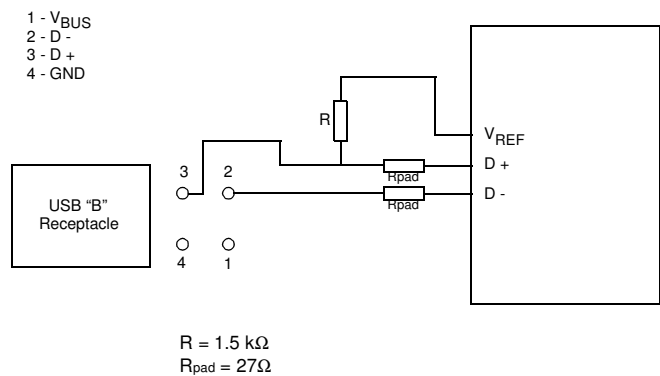 1 - VBUS
2 - D -
3 - D +
4 - GND
R
VREF
D +
Rpad
D -
Rpad
3
2
USB “B”
Receptacle
4
1
R = 1.5 kΩ
Rpad = 27Ω